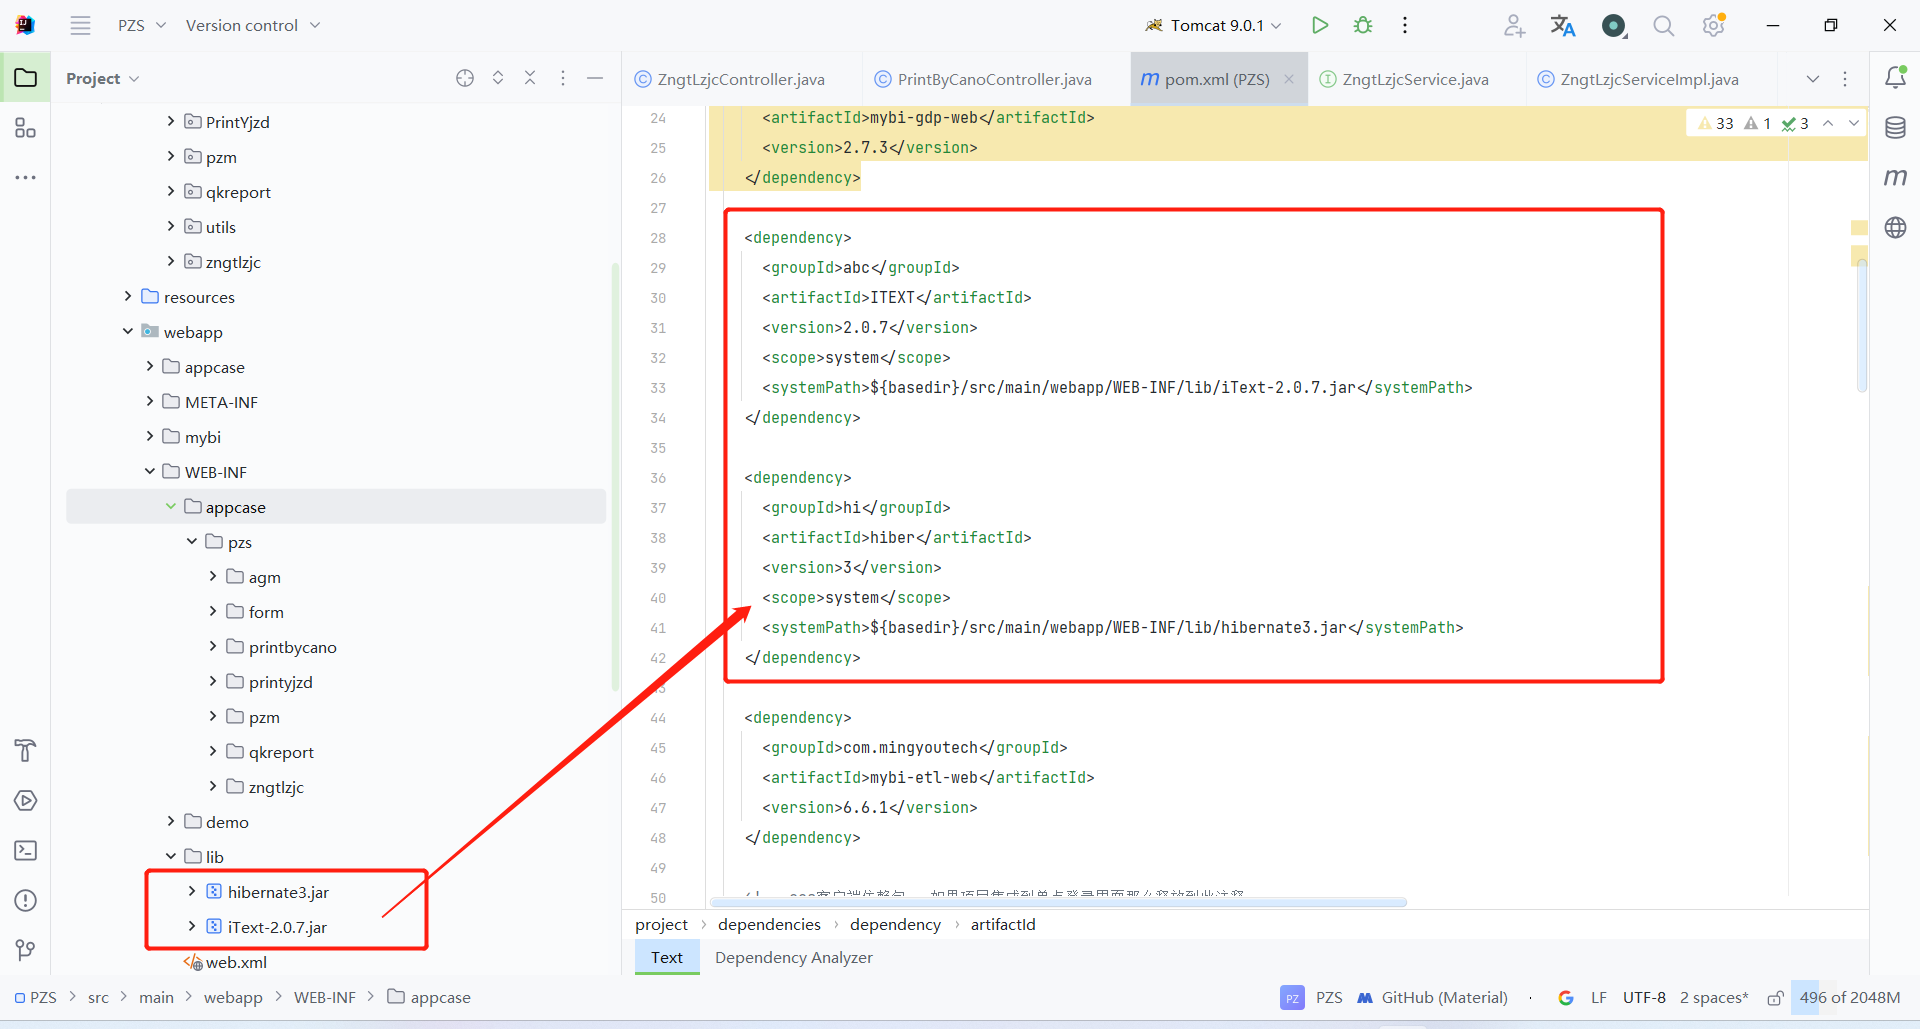 PZS
Version control
Tomcat 9.0.1
Project
ZngtLzjcController.java
PrintByCanoController.java
pom.xml (PZS)
ZngtLzjcService.java
ZngtLzjcServiceImpl.java
PrintYjzd
pzm
qkreport
utils
zngtlzjc
resources
webapp
appcase
META-INF
mybi
WEB-INF
appcase
pzs
agm
form
printbycano
printyjzd
pzm
qkreport
zngtlzjc
demo
lib
hibernate3.jar
iText-2.0.7.jar
web.xml
33 1 3
24 <artifactId>mybi-gdp-web</artifactId>
25 <version>2.7.3</version>
26 </dependency>
27
28 <dependency>
29 <groupId>abc</groupId>
30 <artifactId>ITEXT</artifactId>
31 <version>2.0.7</version>
32 <scope>system</scope>
33 <systemPath>${basedir}/src/main/webapp/WEB-INF/lib/iText-2.0.7.jar</systemPath>
34 </dependency>
35
36 <dependency>
37 <groupId>hi</groupId>
38 <artifactId>hiber</artifactId>
39 <version>3</version>
40 <scope>system</scope>
41 <systemPath>${basedir}/src/main/webapp/WEB-INF/lib/hibernate3.jar</systemPath>
42 </dependency>
43
44 <dependency>
45 <groupId>com.mingyoutech</groupId>
46 <artifactId>mybi-etl-web</artifactId>
47 <version>6.6.1</version>
48 </dependency>
49
50
project > dependencies > dependency > artifactId
Text
Dependency Analyzer
PZS > src > main > webapp > WEB-INF > appcase
PZ PZS
GitHub (Material)
LF
UTF-8
2 spaces*
496 of 2048M